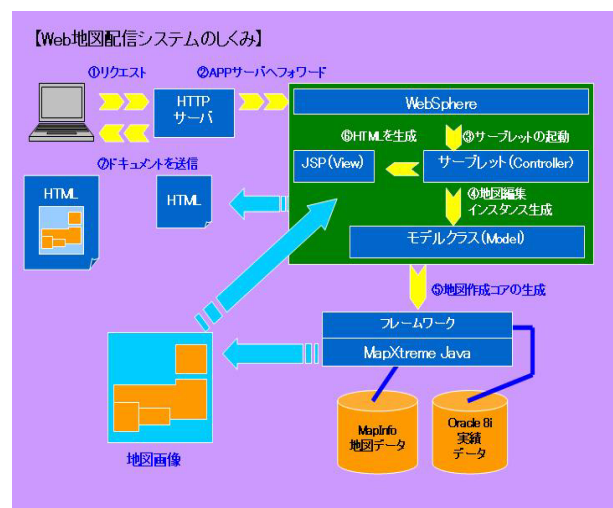 【Web地図配信システムのしくみ】
①リクエスト
②APPサーバへフォワード
HTTP
サーバ
WebSphere
⑥HTMLを生成
③サーブレットの起動
JSP(View)
サーブレット(Controller)
⑦ドキュメントを送信
④地図編集
インスタンス生成
HTML
HTML
モデルクラス(Model)
⑤地図作成コアの生成
フレームワーク
MapXtreme Java
MapInfo
地図データ
Oracle 8i
実績
データ
地図画像